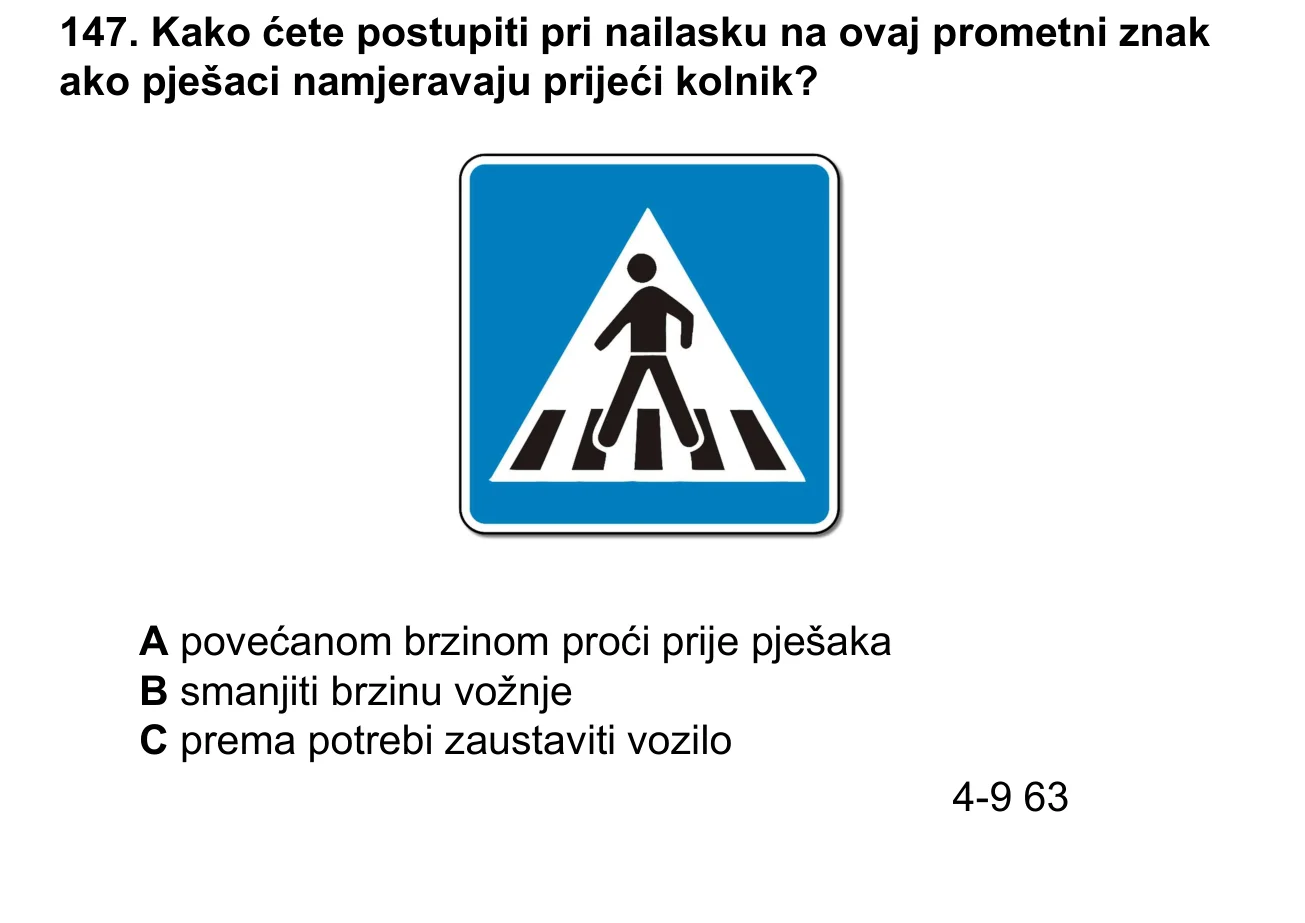 147. Kako ćete postupiti pri nailasku na ovaj prometni znak
ako pješaci namjeravaju prijeći kolnik?
A povećanom brzinom proći prije pješaka
B smanjiti brzinu vožnje
C prema potrebi zaustaviti vozilo
4-9 63